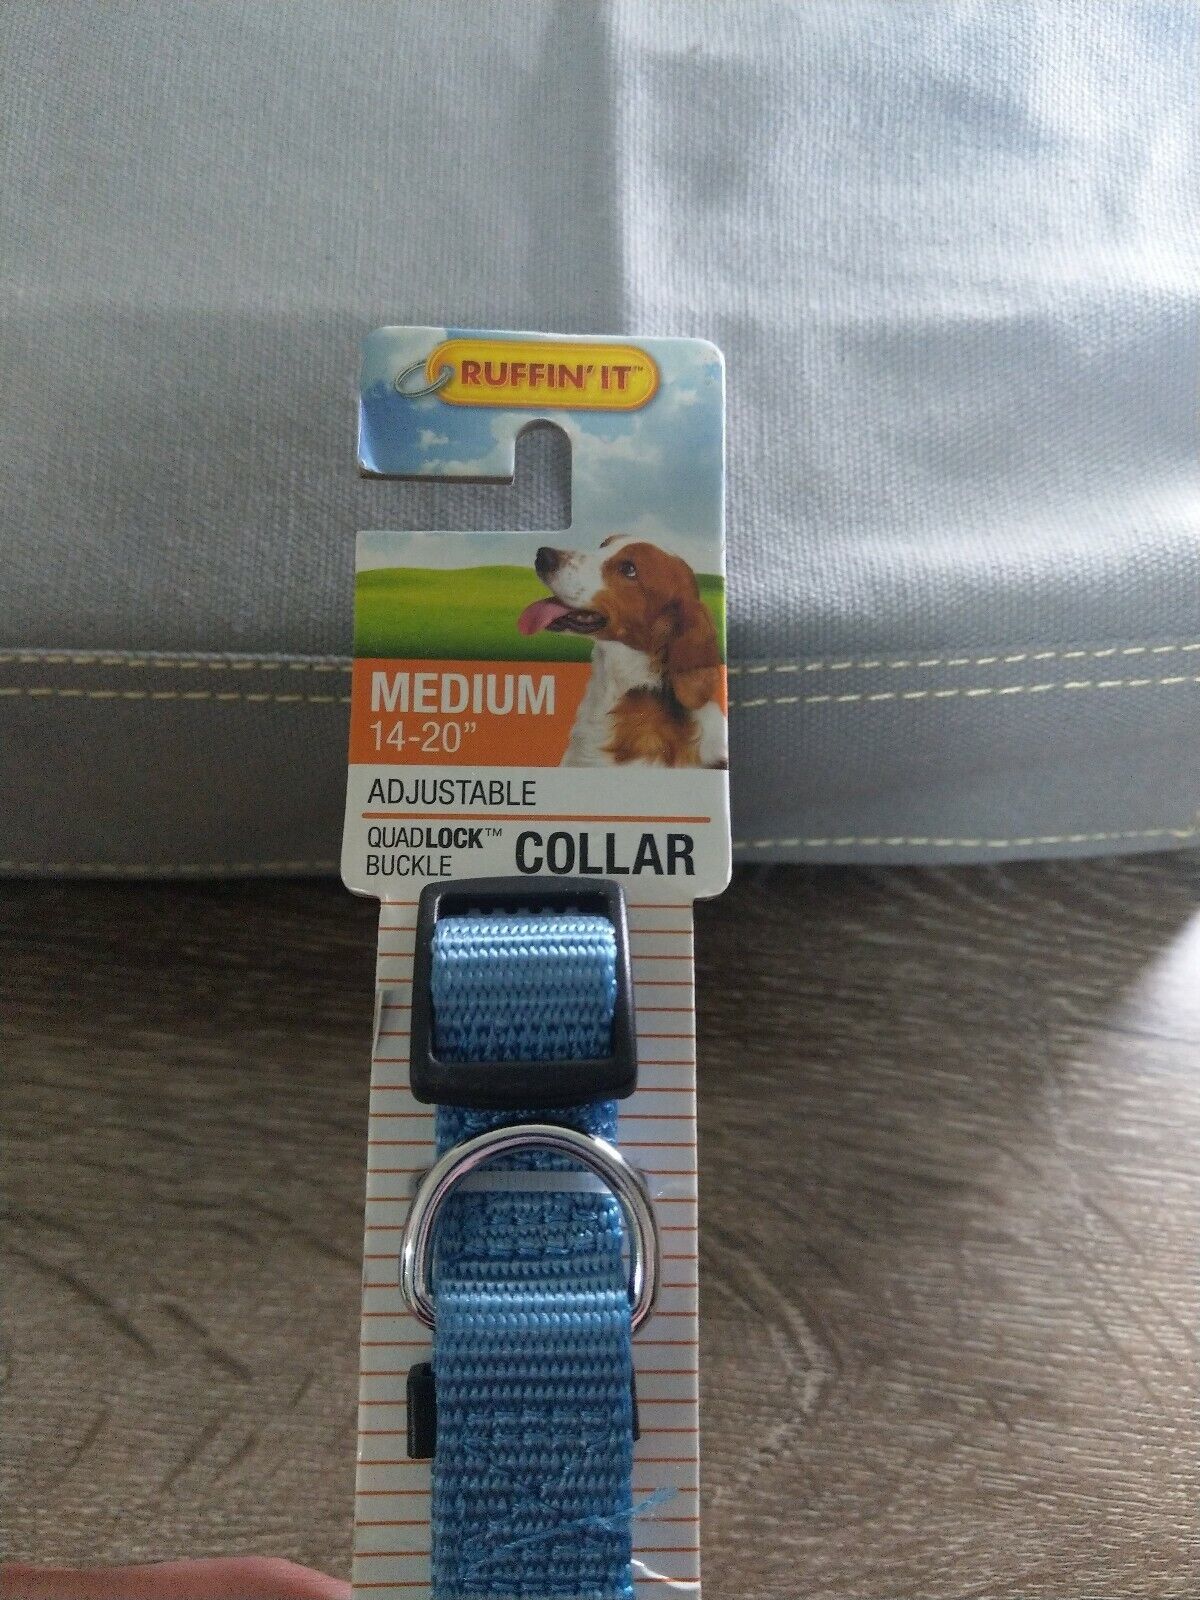 RUFFIN' IT™
MEDIUM
14-20”
ADJUSTABLE
QUADLOCK™
BUCKLE
COLLAR